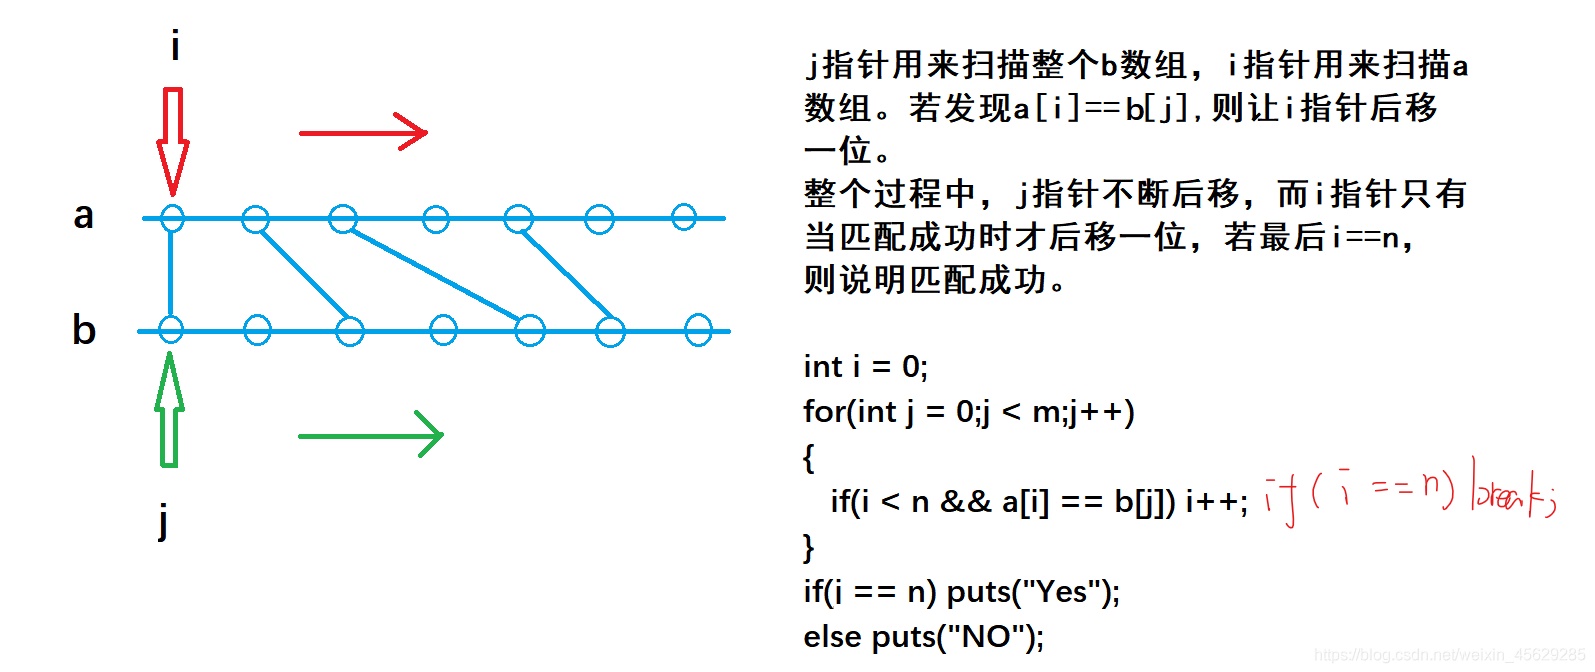 i
a
b
j
j指针用来扫描整个b数组，i指针用来扫描a
数组。若发现a[i]==b[j],则让i指针后移
一位。
整个过程中，j指针不断后移，而i指针只有
当匹配成功时才后移一位，若最后i==n，
则说明匹配成功。
int i = 0;
for(int j = 0;j < m;j++)
{
if(i < n && a[i] == b[j]) i++; if(i==n) break;
}
if(i == n) puts("Yes");
else puts("NO");
https://blog.csdn.net/weixin_45629285